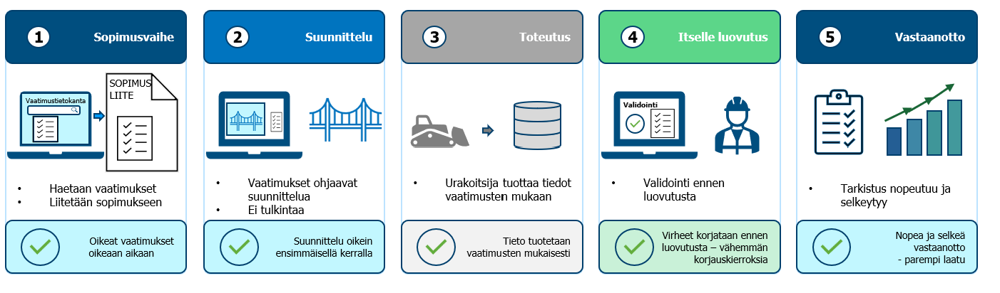 1 Sopimusvaihe
Vaatimustietokanta
SOPIMUS
LIITE
• Haetaan vaatimukset
• Liitetään sopimukseen
Oikeat vaatimukset
oikeaan aikaan
2 Suunnittelu
• Vaatimukset ohjaavat
suunnittelua
• Ei tulkintaa
Suunnittelu oikein
ensimmäisellä kerralla
3 Toteutus
• Urakoitsija tuottaa tiedot
vaatimusten mukaan
Tieto tuotetaan
vaatimusten mukaisesti
4 Itselle luovutus
Validointi
• Validointi ennen
luovutusta
Virheet korjataan ennen
luovutusta – vähemmän
korjauskierroksia
5 Vastaanotto
• Tarkistus nopeutuu ja
selkeytyy
Nopea ja selkeä
vastaanotto
- parempi laatu